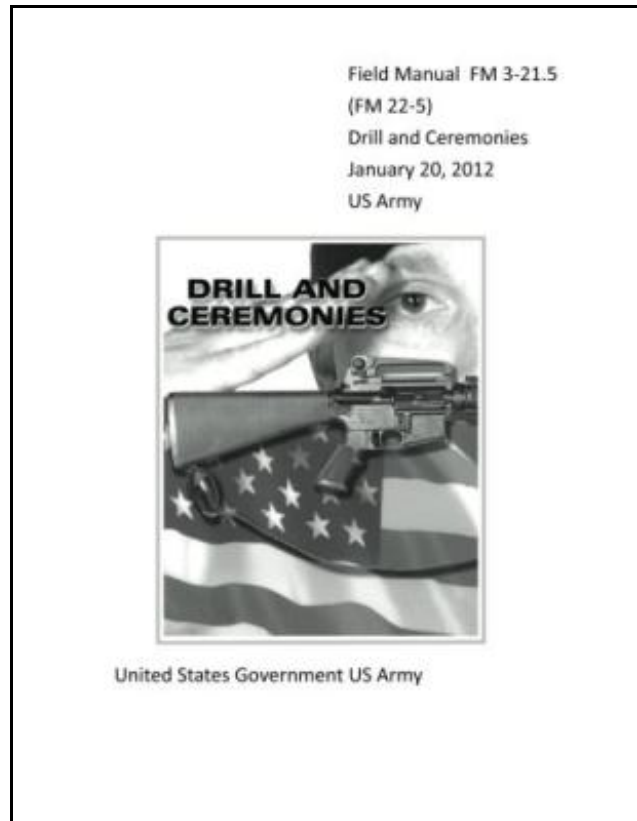 Field Manual FM 3-21.5
(FM 22-5)
Drill and Ceremonies
January 20, 2012
US Army
DRILL AND
CEREMONIES
United States Government US Army